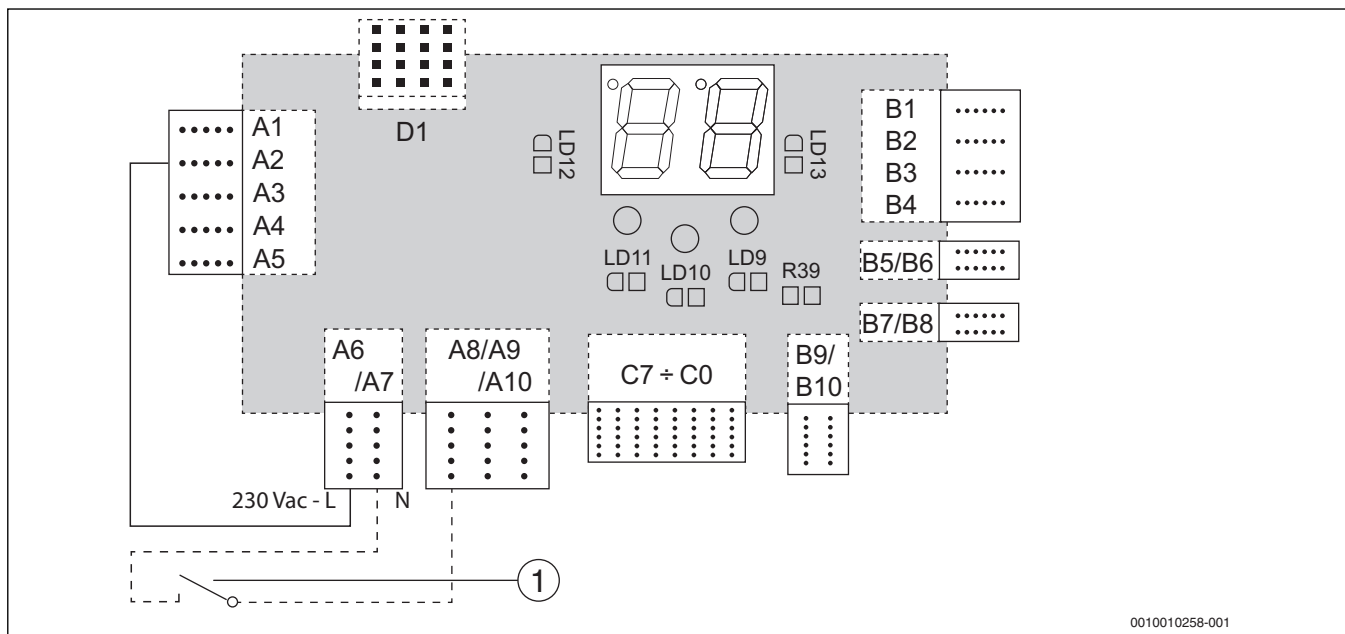 D1
A1
A2
A3
A4
A5
LD12
LD13
B1
B2
B3
B4
LD11
LD10
LD9
R39
B5/B6
B7/B8
A6
/A7
A8/A9
/A10
C7 ÷ C0
B9/
B10
230 Vac - L
N
1
0010010258-001